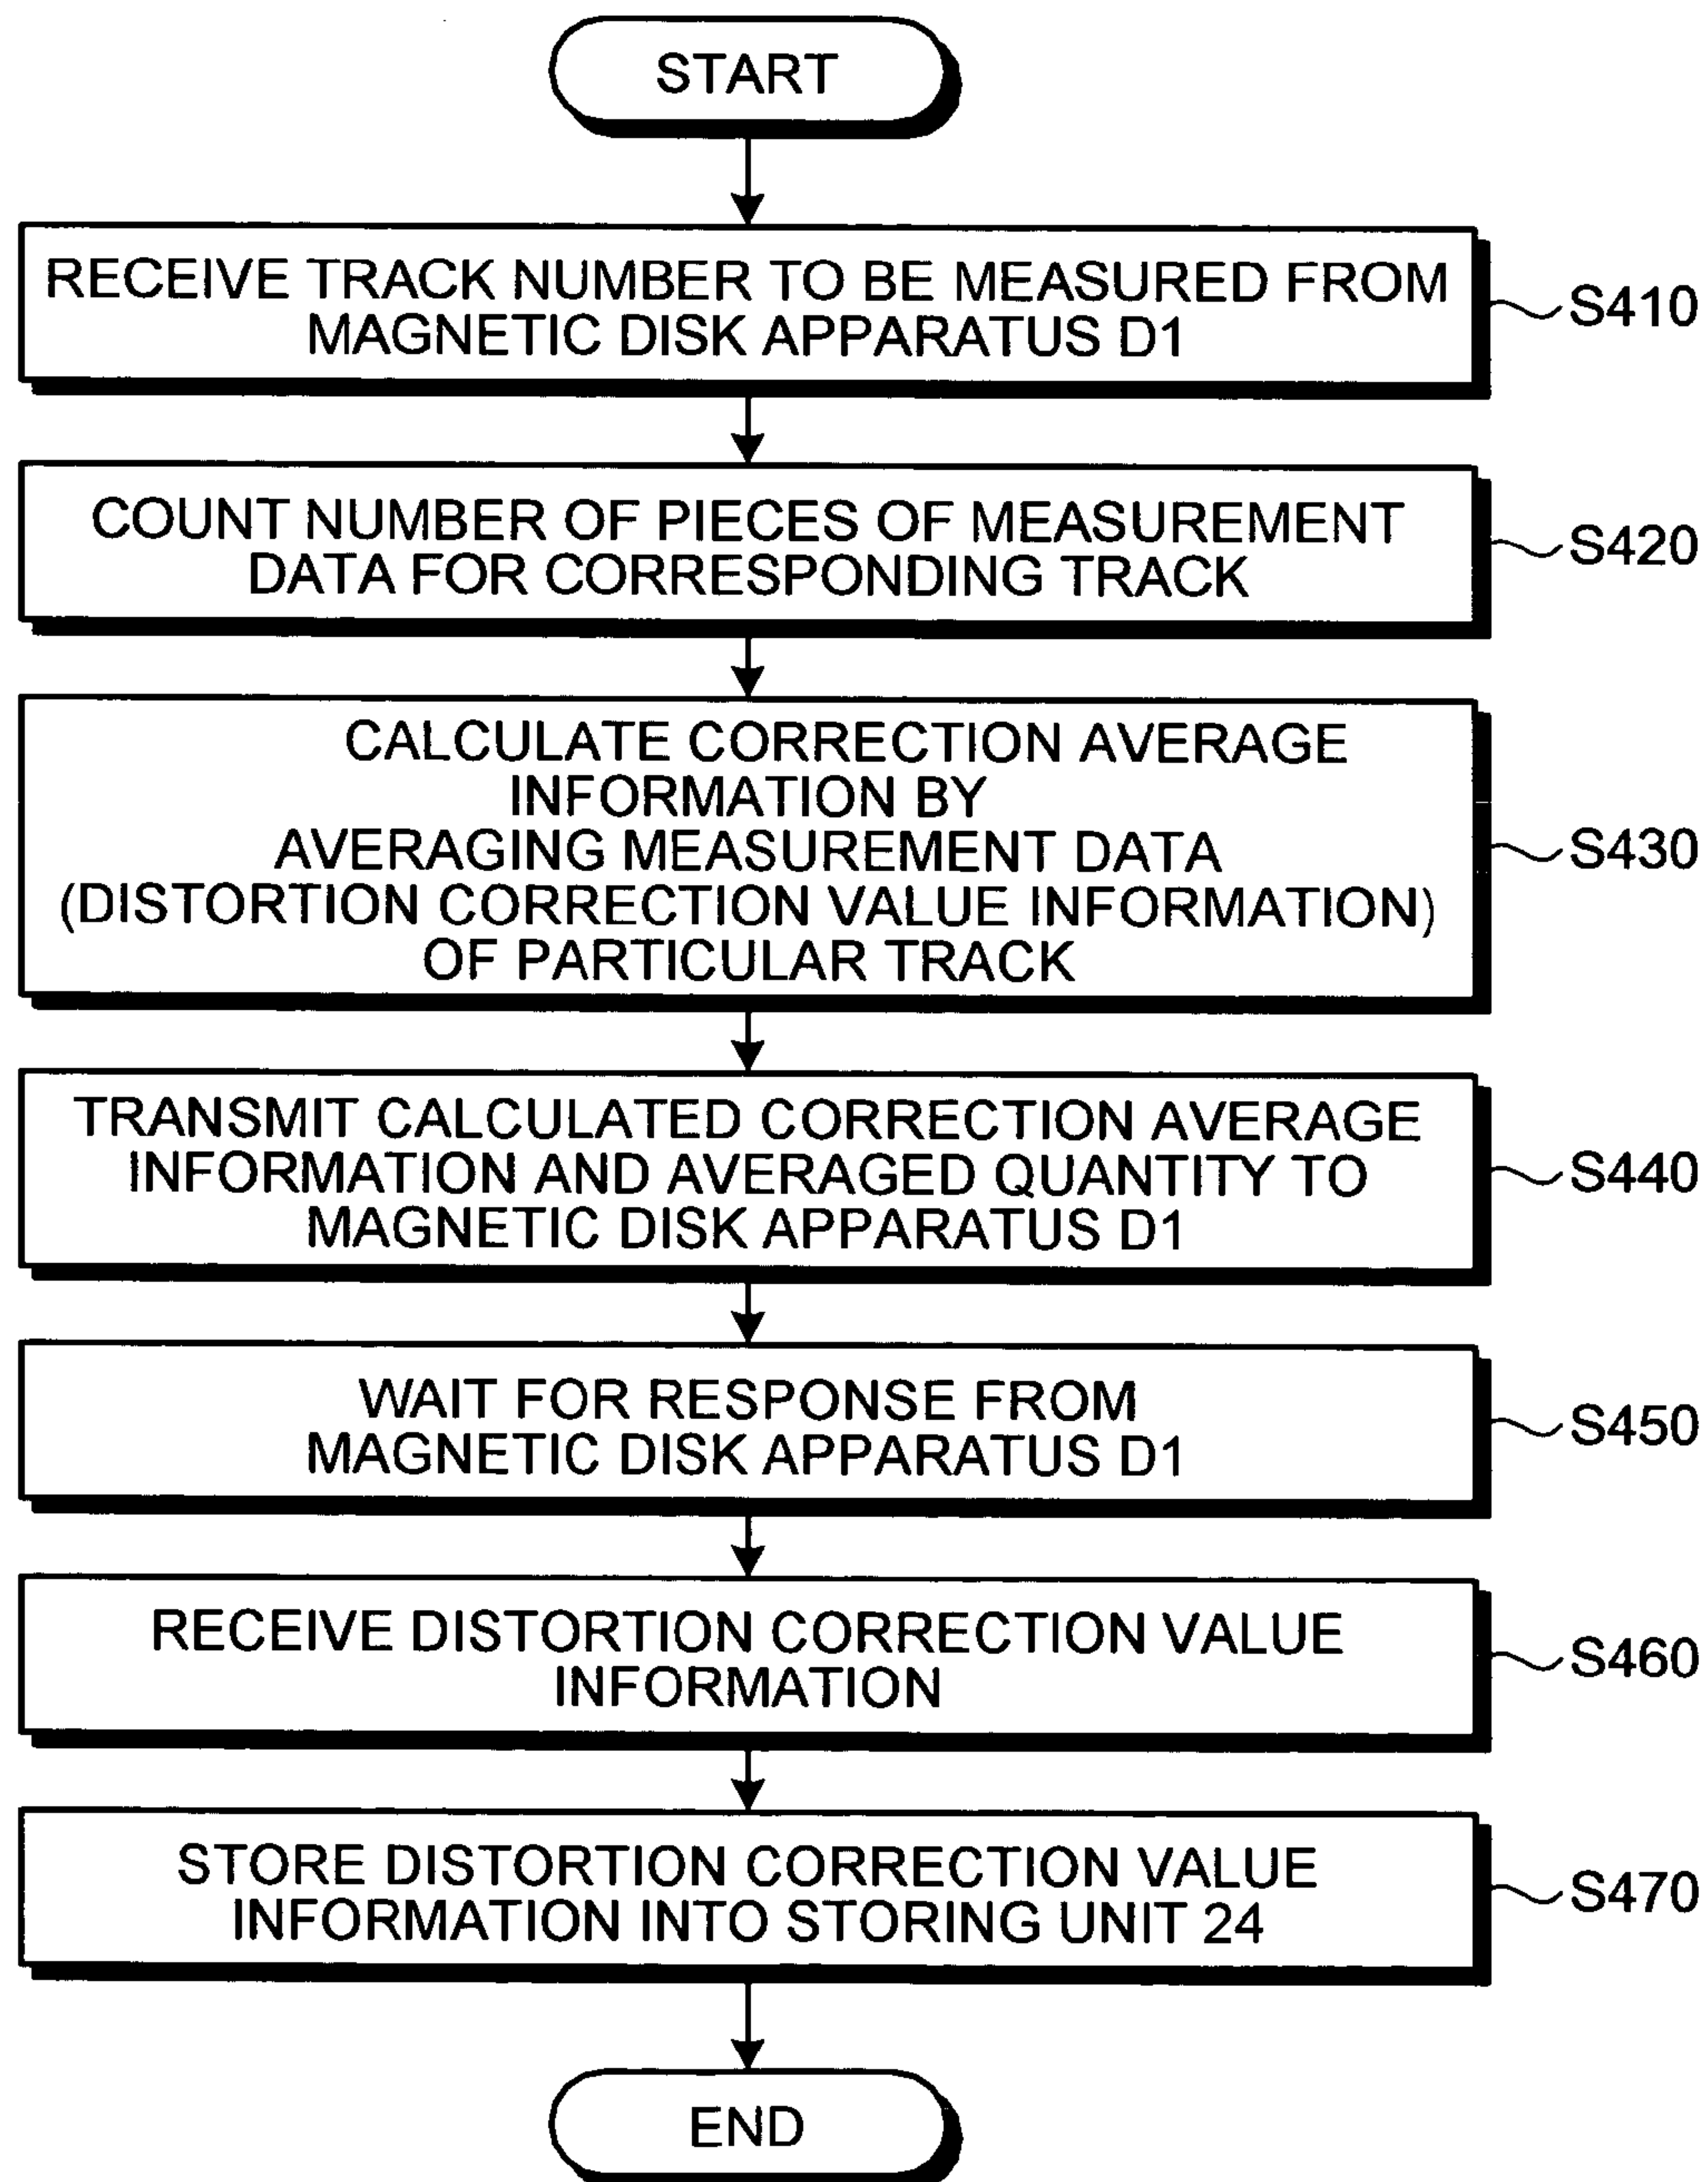 START
RECEIVE TRACK NUMBER TO BE MEASURED FROM
MAGNETIC DISK APPARATUS D1
S410
COUNT NUMBER OF PIECES OF MEASUREMENT
DATA FOR CORRESPONDING TRACK
S420
CALCULATE CORRECTION AVERAGE
INFORMATION BY
AVERAGING MEASUREMENT DATA
(DISTORTION CORRECTION VALUE INFORMATION)
OF PARTICULAR TRACK
S430
TRANSMIT CALCULATED CORRECTION AVERAGE
INFORMATION AND AVERAGED QUANTITY TO
MAGNETIC DISK APPARATUS D1
S440
WAIT FOR RESPONSE FROM
MAGNETIC DISK APPARATUS D1
S450
RECEIVE DISTORTION CORRECTION VALUE
INFORMATION
S460
STORE DISTORTION CORRECTION VALUE
INFORMATION INTO STORING UNIT 24
S470
END